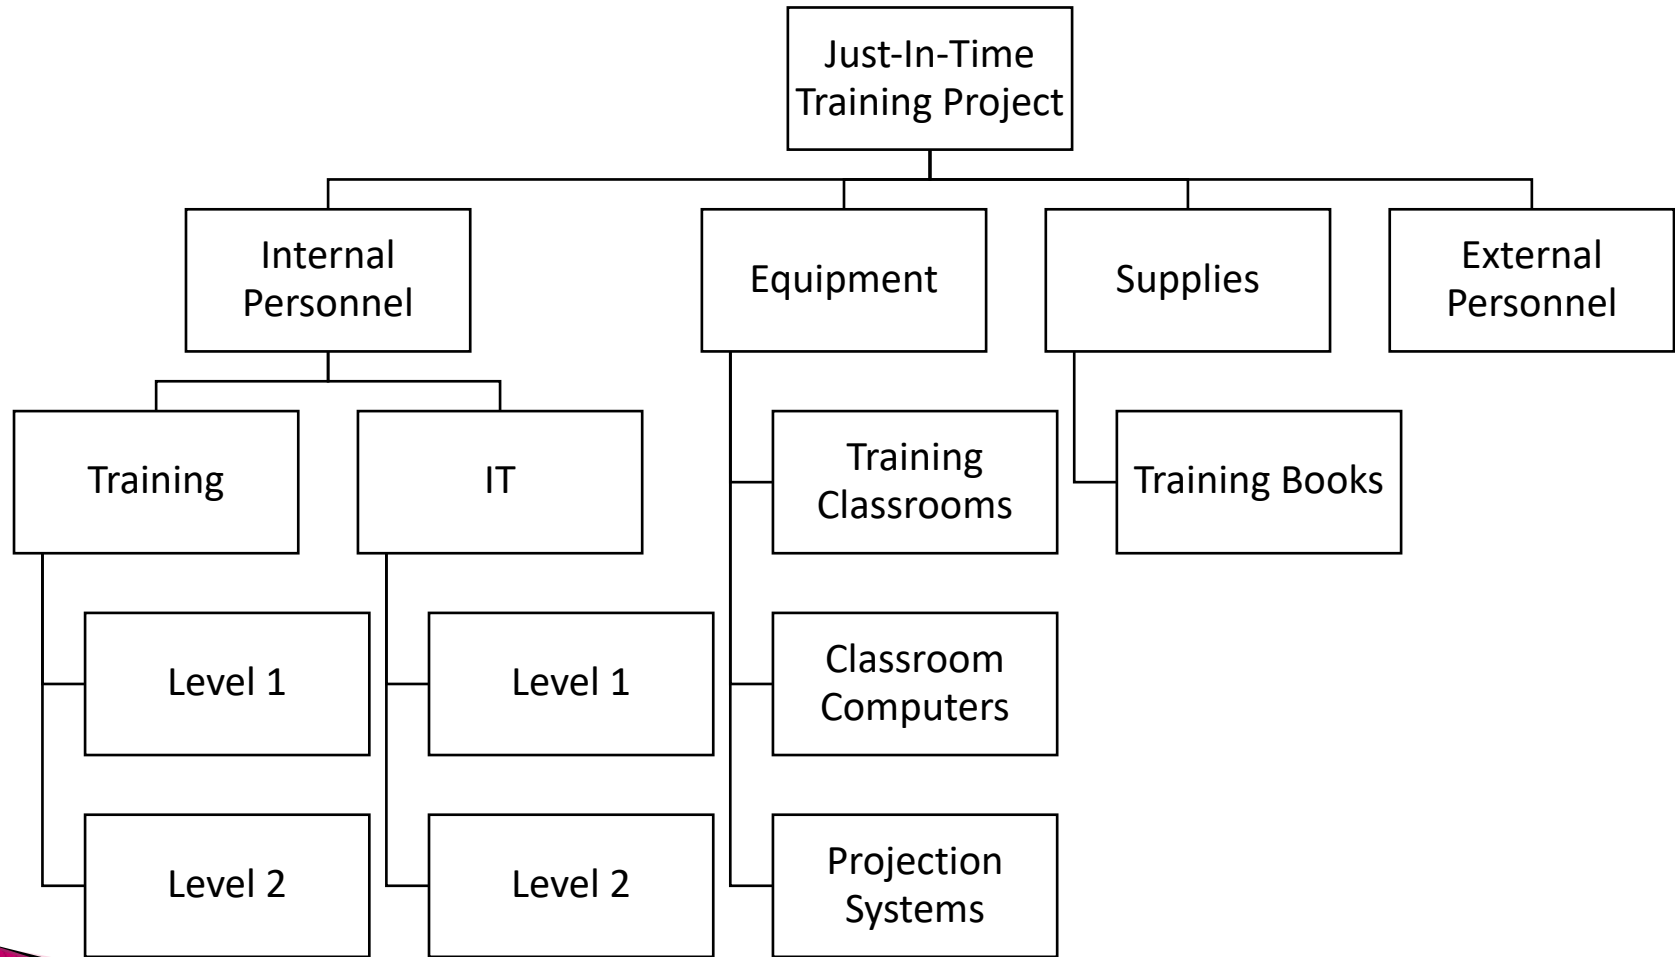 Just-In-Time
Training Project
Internal
Personnel
Equipment
Supplies
External
Personnel
Training
IT
Training
Classrooms
Training Books
Level 1
Level 1
Classroom
Computers
Level 2
Level 2
Projection
Systems